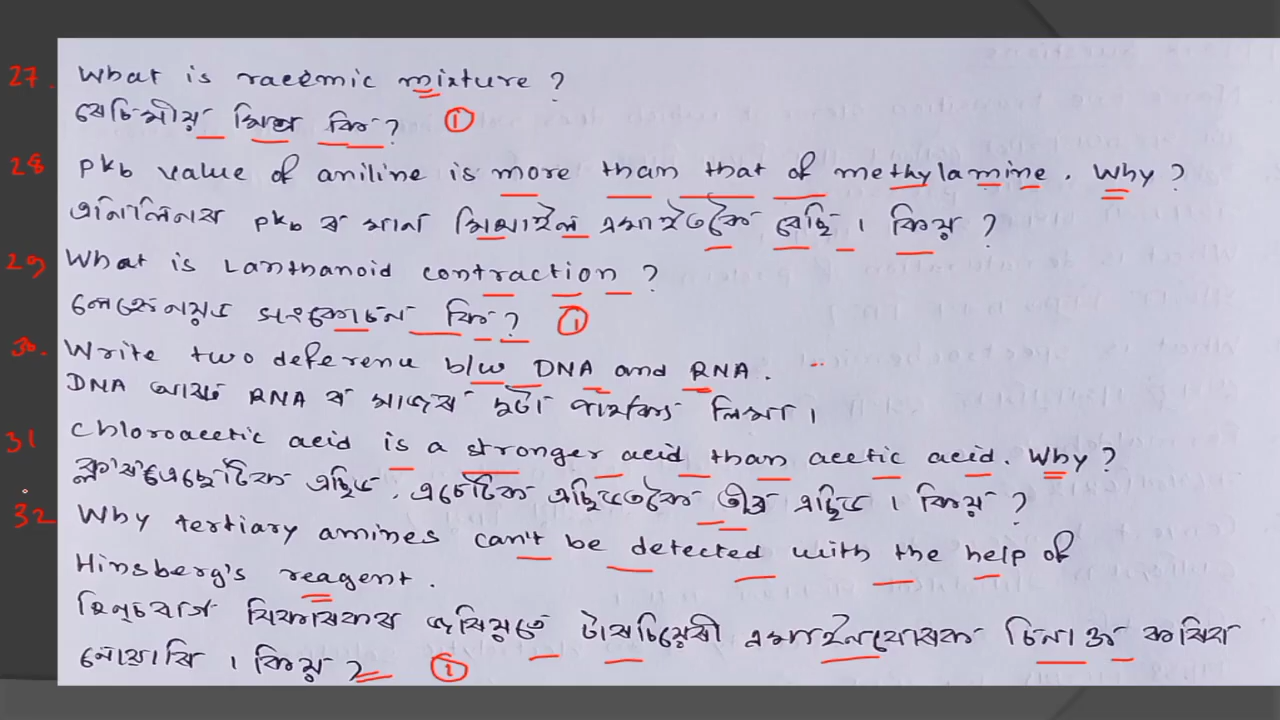 27. What is racemic mixture?
ৰেচিমীয় মিশ্ৰ কি? ①
28 pkb value of aniline is more than that of methylamine. Why?
এনিলিনৰ pkb ৰ মান মিথাইল এমাইনতকৈ বেছি। কিয়?
29 What is Lanthanoid contraction?
লেন্থেনয়ড সংকোচন কি? ①
30. Write two deference b/w DNA and RNA.
DNA আৰু RNA ৰ মাজৰ দুটা পাৰ্থক্য লিখা।
31 Chloroacetic acid is a stronger acid than acetic acid. Why?
ক্ল'ৰএচেটিক এচিড, এচেটিক এচিডতকৈ তীব্ৰ এচিড। কিয়?
32 Why tertiary amines can't be detected with the help of
Hinsberg's reagent.
হিন্‌চবাৰ্গ বিকাৰকৰ দ্বাৰা টাৰচিয়েৰী এমাইনবোৰক চিনাক্ত কৰিব
নোৱাৰি। কিয়? ①